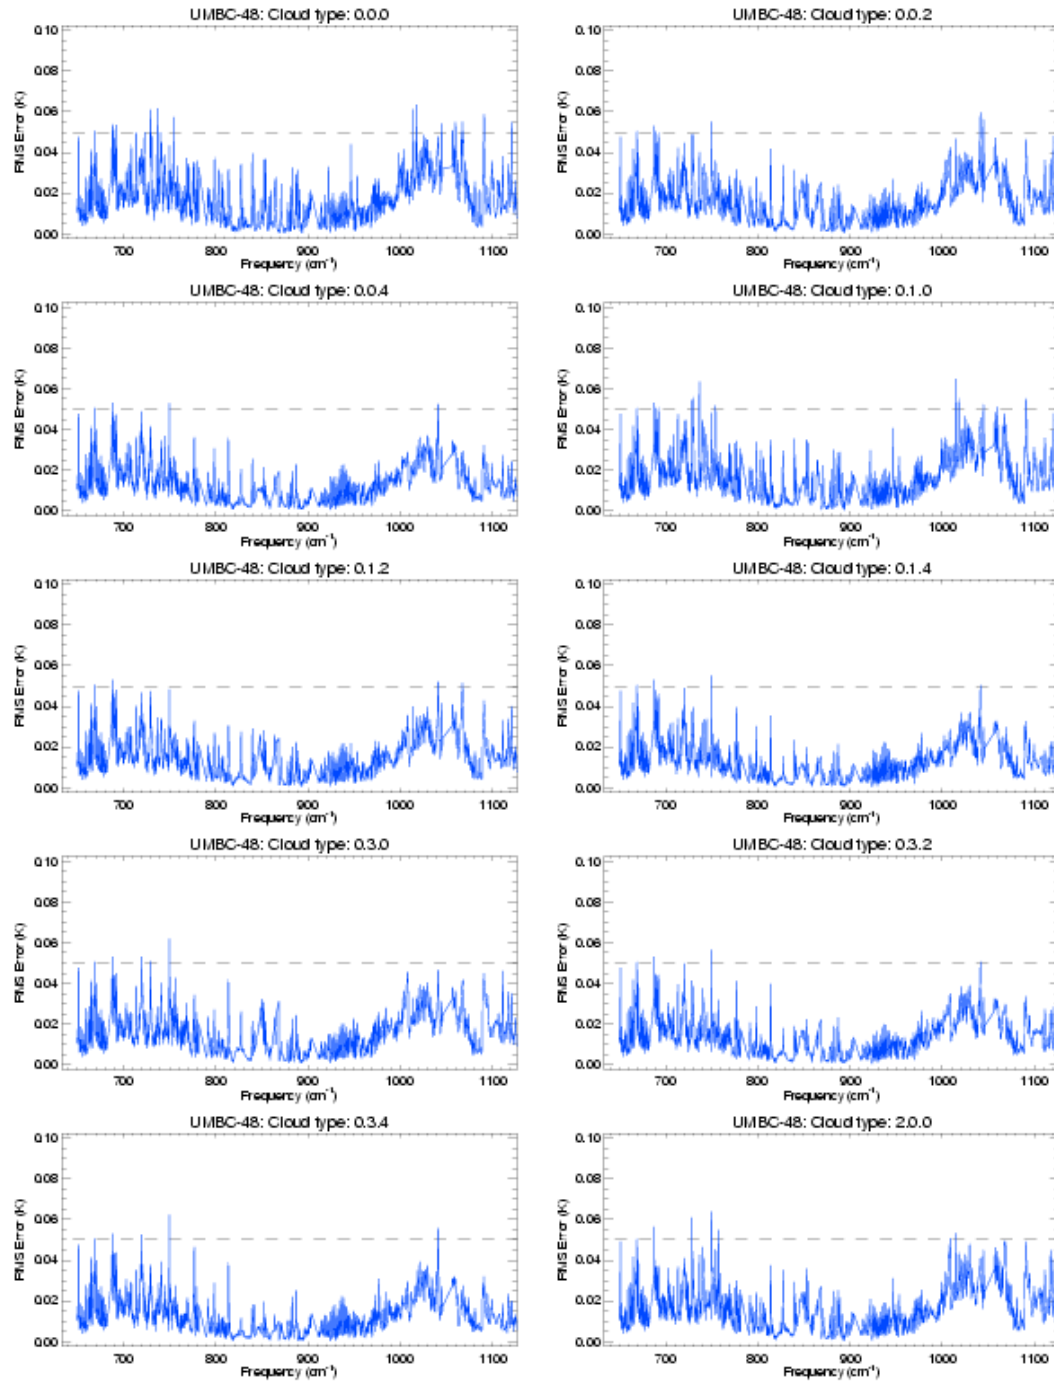 UMBC-48: Cloud type: 0.0.0
0.10
0.08
0.06
0.04
0.02
0.00
RMS Error (K)
700 800 900 1000 1100
Frequency (cm⁻¹)
UMBC-48: Cloud type: 0.0.2
0.10
0.08
0.06
0.04
0.02
0.00
RMS Error (K)
700 800 900 1000 1100
Frequency (cm⁻¹)
UMBC-48: Cloud type: 0.0.4
0.10
0.08
0.06
0.04
0.02
0.00
RMS Error (K)
700 800 900 1000 1100
Frequency (cm⁻¹)
UMBC-48: Cloud type: 0.1.0
0.10
0.08
0.06
0.04
0.02
0.00
RMS Error (K)
700 800 900 1000 1100
Frequency (cm⁻¹)
UMBC-48: Cloud type: 0.1.2
0.10
0.08
0.06
0.04
0.02
0.00
RMS Error (K)
700 800 900 1000 1100
Frequency (cm⁻¹)
UMBC-48: Cloud type: 0.1.4
0.10
0.08
0.06
0.04
0.02
0.00
RMS Error (K)
700 800 900 1000 1100
Frequency (cm⁻¹)
UMBC-48: Cloud type: 0.3.0
0.10
0.08
0.06
0.04
0.02
0.00
RMS Error (K)
700 800 900 1000 1100
Frequency (cm⁻¹)
UMBC-48: Cloud type: 0.3.2
0.10
0.08
0.06
0.04
0.02
0.00
RMS Error (K)
700 800 900 1000 1100
Frequency (cm⁻¹)
UMBC-48: Cloud type: 0.3.4
0.10
0.08
0.06
0.04
0.02
0.00
RMS Error (K)
700 800 900 1000 1100
Frequency (cm⁻¹)
UMBC-48: Cloud type: 2.0.0
0.10
0.08
0.06
0.04
0.02
0.00
RMS Error (K)
700 800 900 1000 1100
Frequency (cm⁻¹)